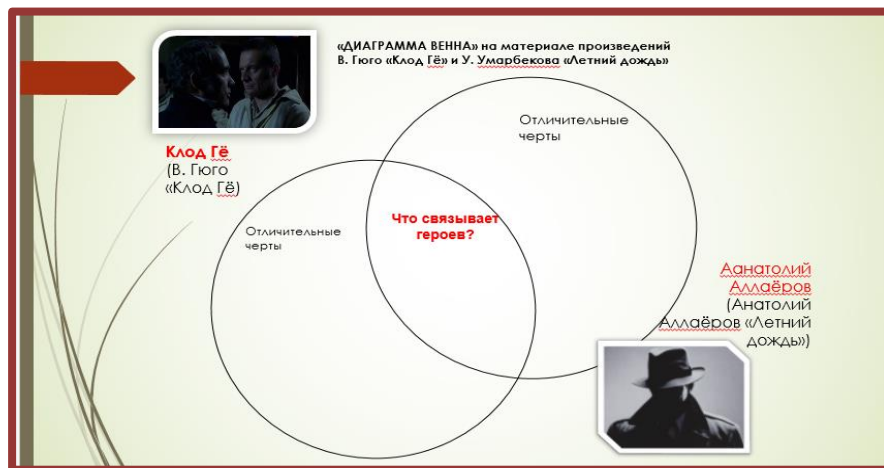 «ДИАГРАММА ВЕННА» на материале произведений
В. Гюго «Клод Гё» и У. Умарбекова «Летний дождь»
Клод Гё
(В. Гюго
«Клод Гё)
Отличительные
черты
Что связывает
героев?
Отличительные
черты
Аанатолий
Аллаёров
(Анатолий
Аллаёров «Летний
дождь»)